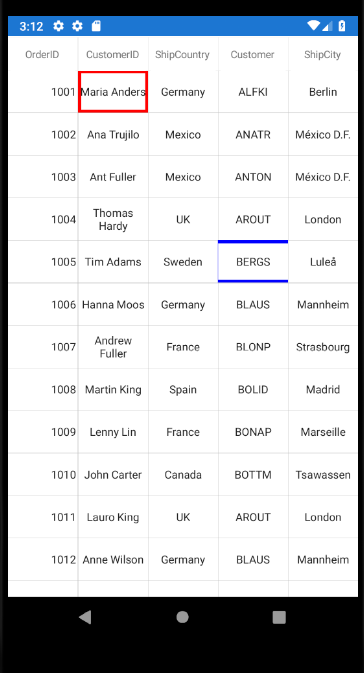 3:12
OrderID CustomerID ShipCountry Customer ShipCity
1001 Maria Anders Germany ALFKI Berlin
1002 Ana Trujilo Mexico ANATR México D.F.
1003 Ant Fuller Mexico ANTON México D.F.
1004 Thomas Hardy UK AROUT London
1005 Tim Adams Sweden BERGS Luleå
1006 Hanna Moos Germany BLAUS Mannheim
1007 Andrew Fuller France BLONP Strasbourg
1008 Martin King Spain BOLID Madrid
1009 Lenny Lin France BONAP Marseille
1010 John Carter Canada BOTTM Tsawassen
1011 Lauro King UK AROUT London
1012 Anne Wilson Germany BLAUS Mannheim